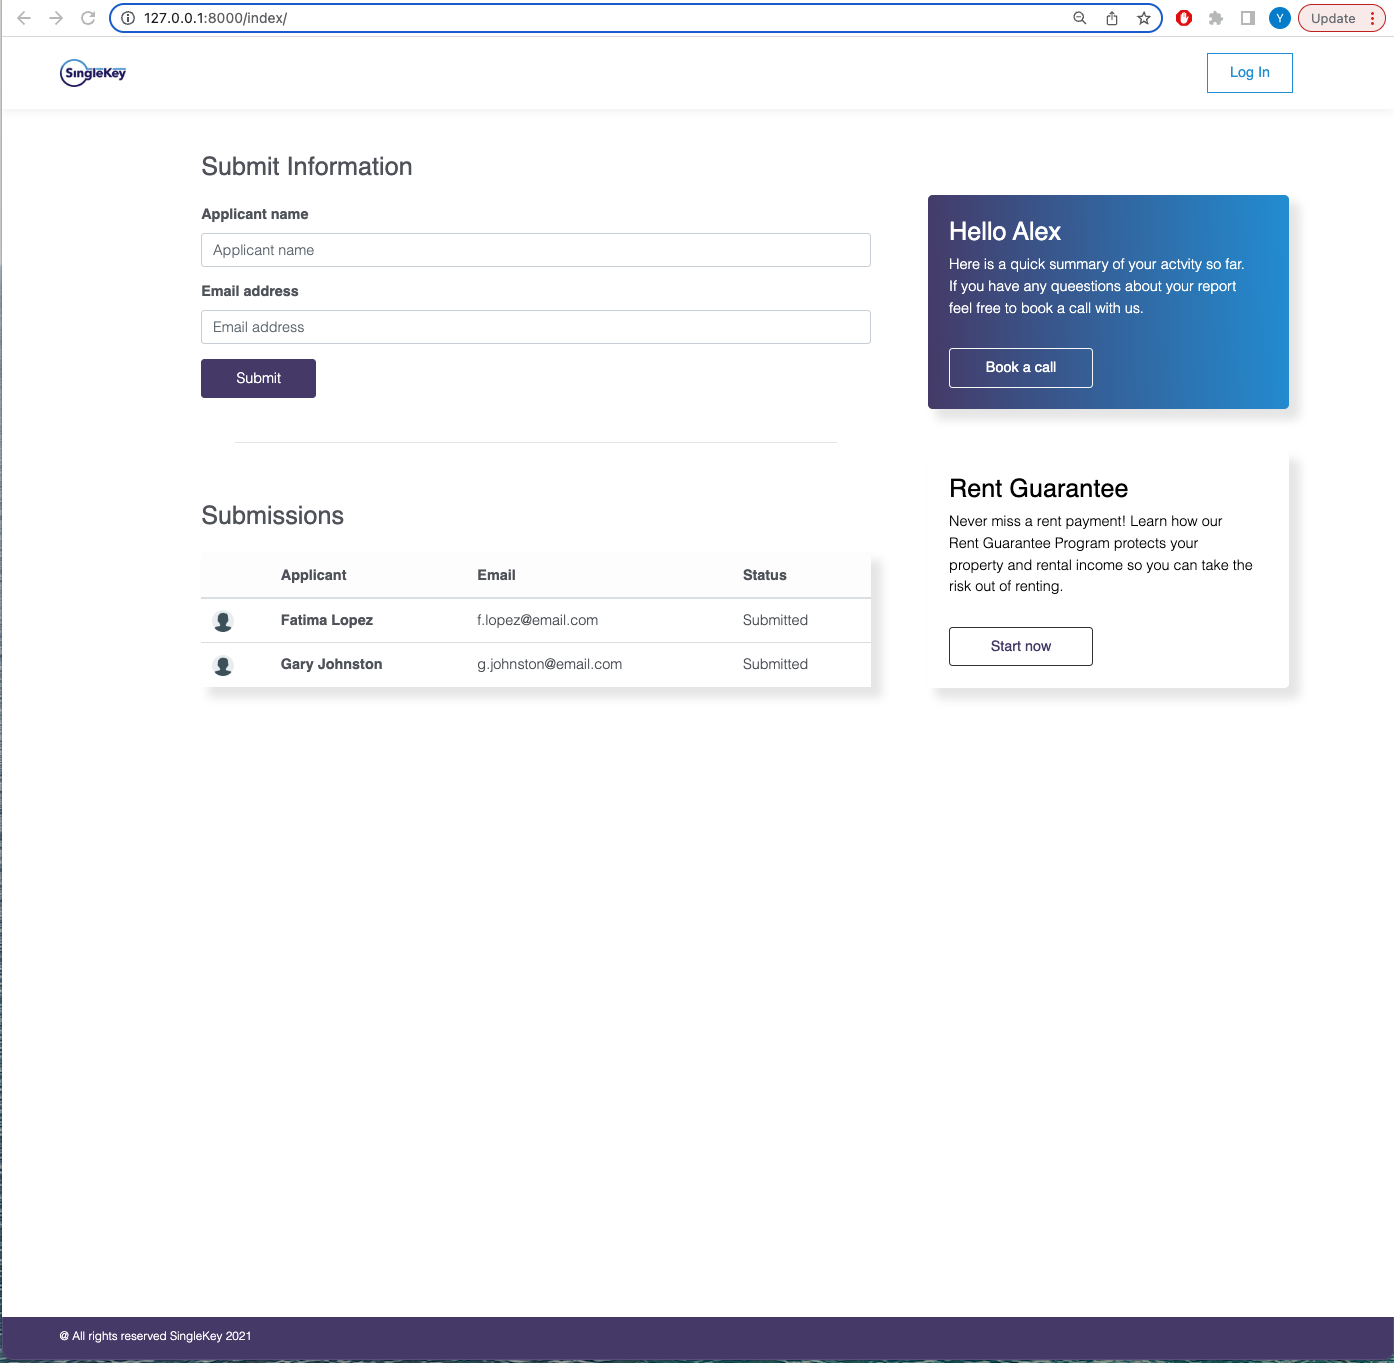 127.0.0.1:8000/index/
Y
Update
SingleKey
Log In
Submit Information
Applicant name
Applicant name
Email address
Email address
Submit
Hello Alex
Here is a quick summary of your actvity so far.
If you have any queestions about your report
feel free to book a call with us.
Book a call
Rent Guarantee
Never miss a rent payment! Learn how our
Rent Guarantee Program protects your
property and rental income so you can take the
risk out of renting.
Start now
Submissions
Applicant Email Status
Fatima Lopez f.lopez@email.com Submitted
Gary Johnston g.johnston@email.com Submitted
@ All rights reserved SingleKey 2021